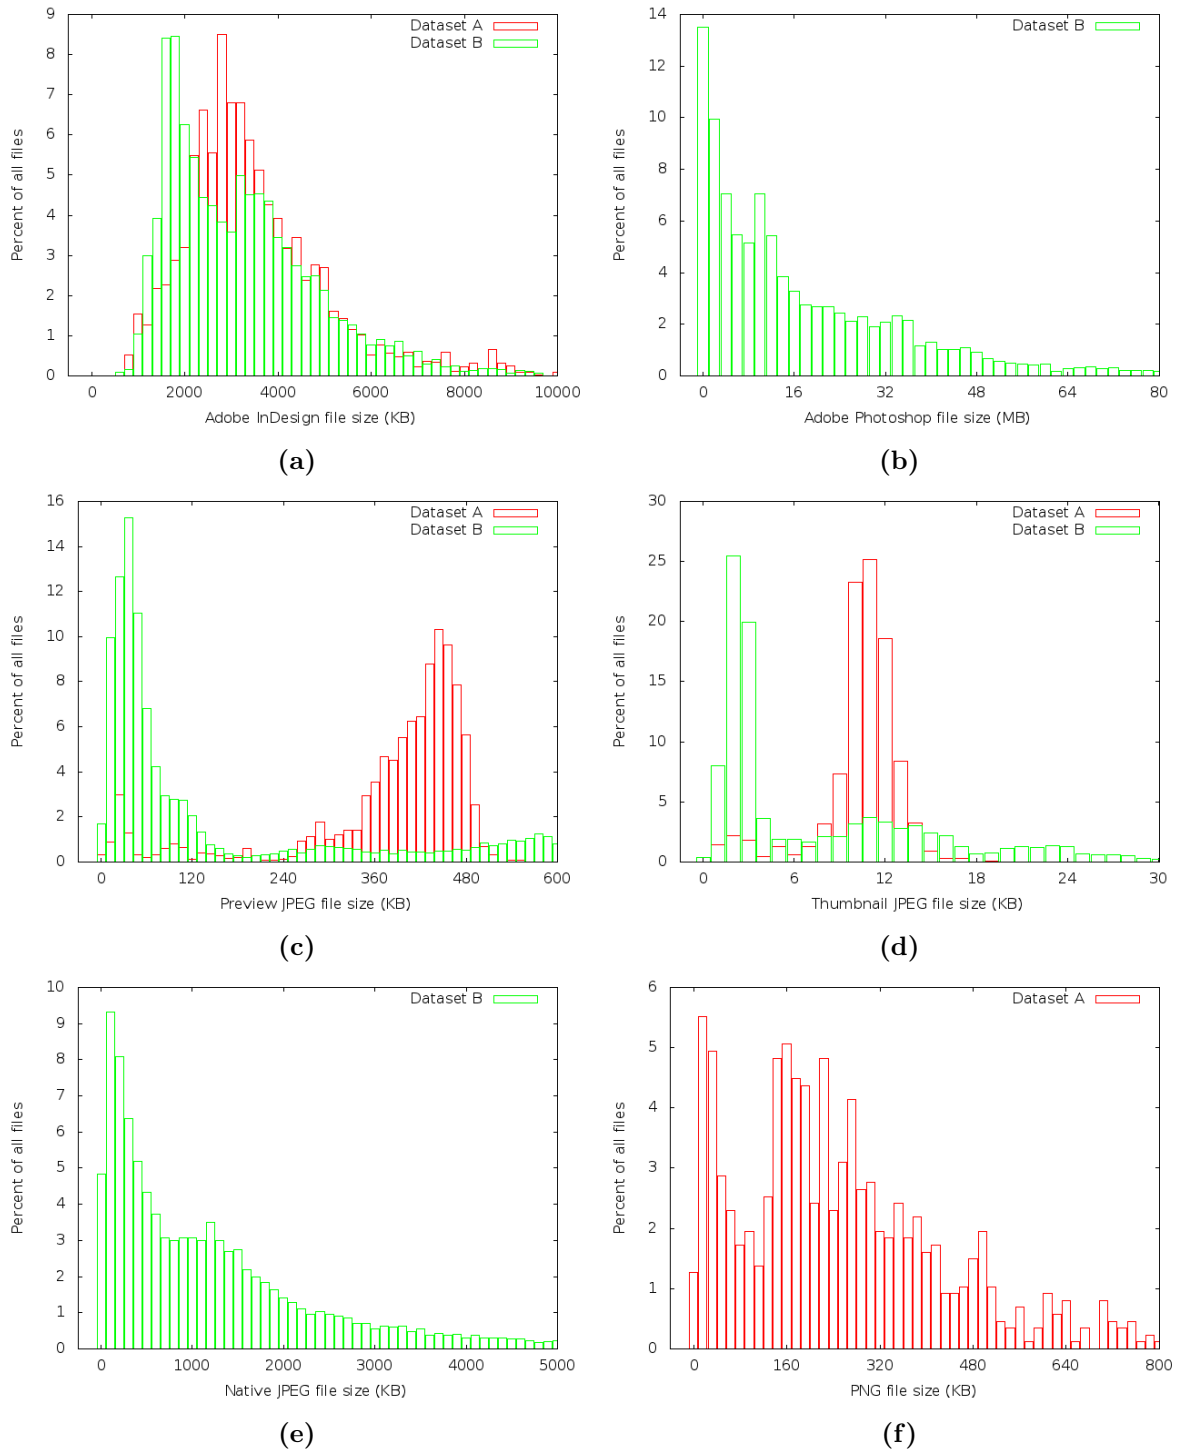 Dataset A
Dataset B
9
8
7
6
5
4
3
2
1
0
Percent of all files
0 2000 4000 6000 8000 10000
Adobe InDesign file size (KB)
(a)
Dataset B
14
12
10
8
6
4
2
0
Percent of all files
0 16 32 48 64 80
Adobe Photoshop file size (MB)
(b)
Dataset A
Dataset B
16
14
12
10
8
6
4
2
0
Percent of all files
0 120 240 360 480 600
Preview JPEG file size (KB)
(c)
Dataset A
Dataset B
30
25
20
15
10
5
0
Percent of all files
0 6 12 18 24 30
Thumbnail JPEG file size (KB)
(d)
Dataset B
10
9
8
7
6
5
4
3
2
1
0
Percent of all files
0 1000 2000 3000 4000 5000
Native JPEG file size (KB)
(e)
Dataset A
6
5
4
3
2
1
0
Percent of all files
0 160 320 480 640 800
PNG file size (KB)
(f)